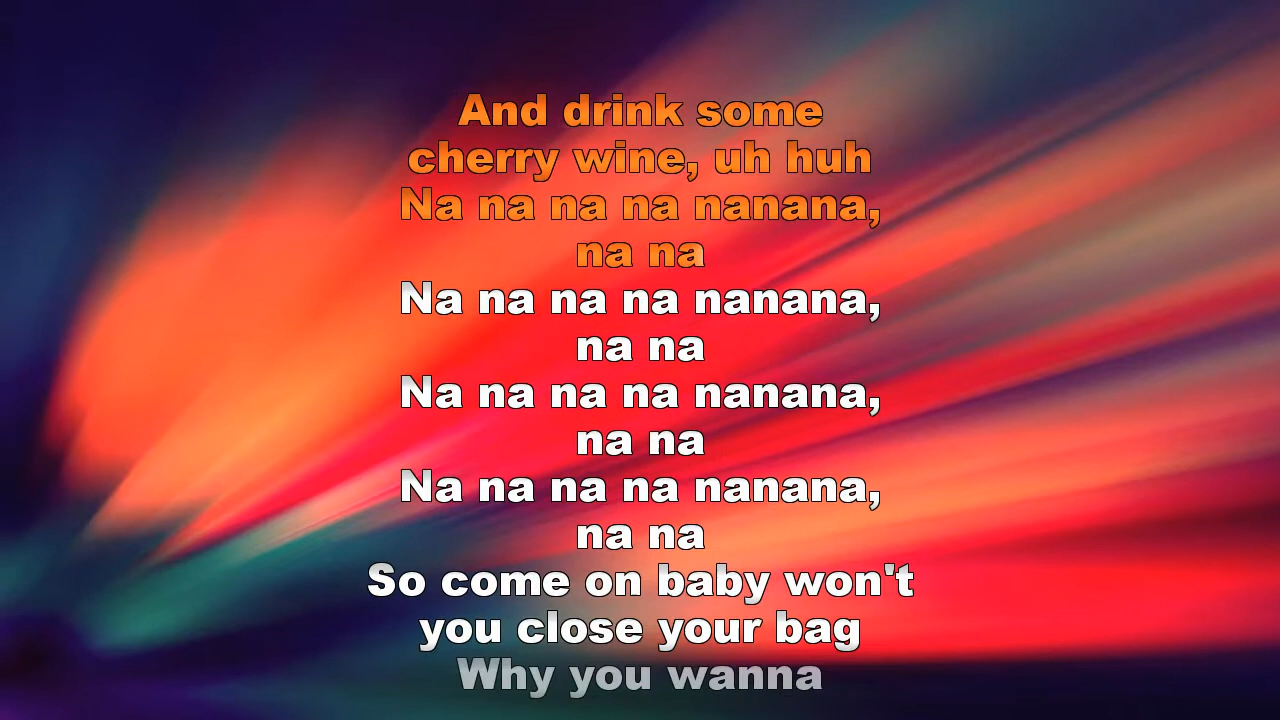 And drink some
cherry wine, uh huh
Na na na na nanana,
na na
Na na na na nanana,
na na
Na na na na nanana,
na na
Na na na na nanana,
na na
So come on baby won't
you close your bag
Why you wanna